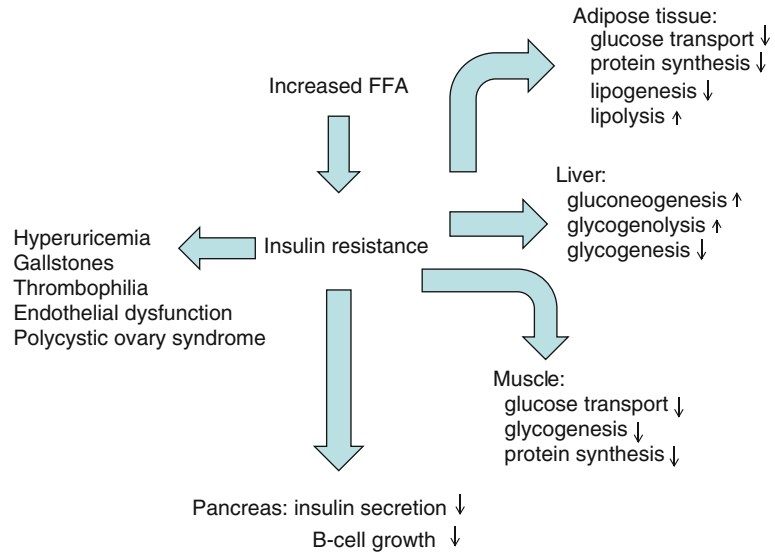 Adipose tissue:
glucose transport ↓
protein synthesis ↓
lipogenesis ↓
lipolysis ↑
Increased FFA
Liver:
gluconeogenesis ↑
glycogenolysis ↑
glycogenesis ↓
Insulin resistance
Hyperuricemia
Gallstones
Thrombophilia
Endothelial dysfunction
Polycystic ovary syndrome
Muscle:
glucose transport ↓
glycogenesis ↓
protein synthesis ↓
Pancreas: insulin secretion ↓
B-cell growth ↓